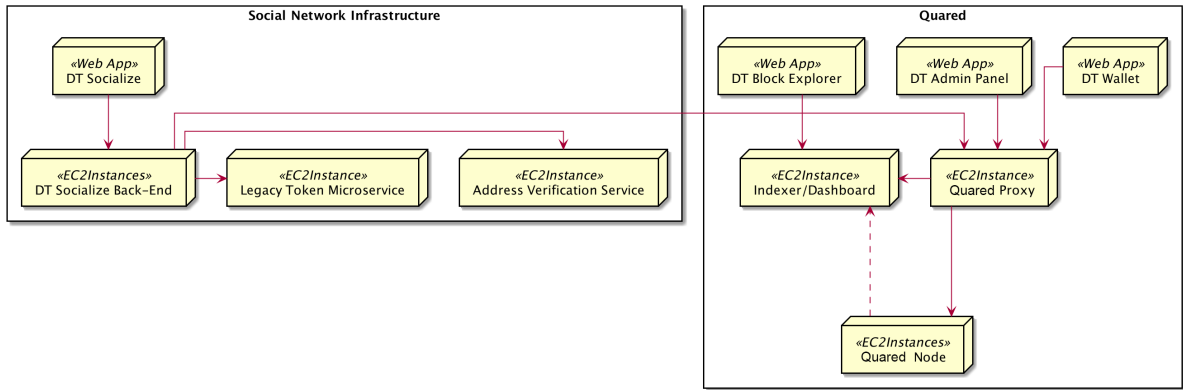 Social Network Infrastructure
Quared
«Web App»
DT Socialize
«Web App»
DT Block Explorer
«Web App»
DT Admin Panel
«Web App»
DT Wallet
«EC2Instances»
DT Socialize Back-End
«EC2Instance»
Legacy Token Microservice
«EC2Instance»
Address Verification Service
«EC2Instance»
Indexer/Dashboard
«EC2Instance»
Quared Proxy
«EC2Instances»
Quared Node